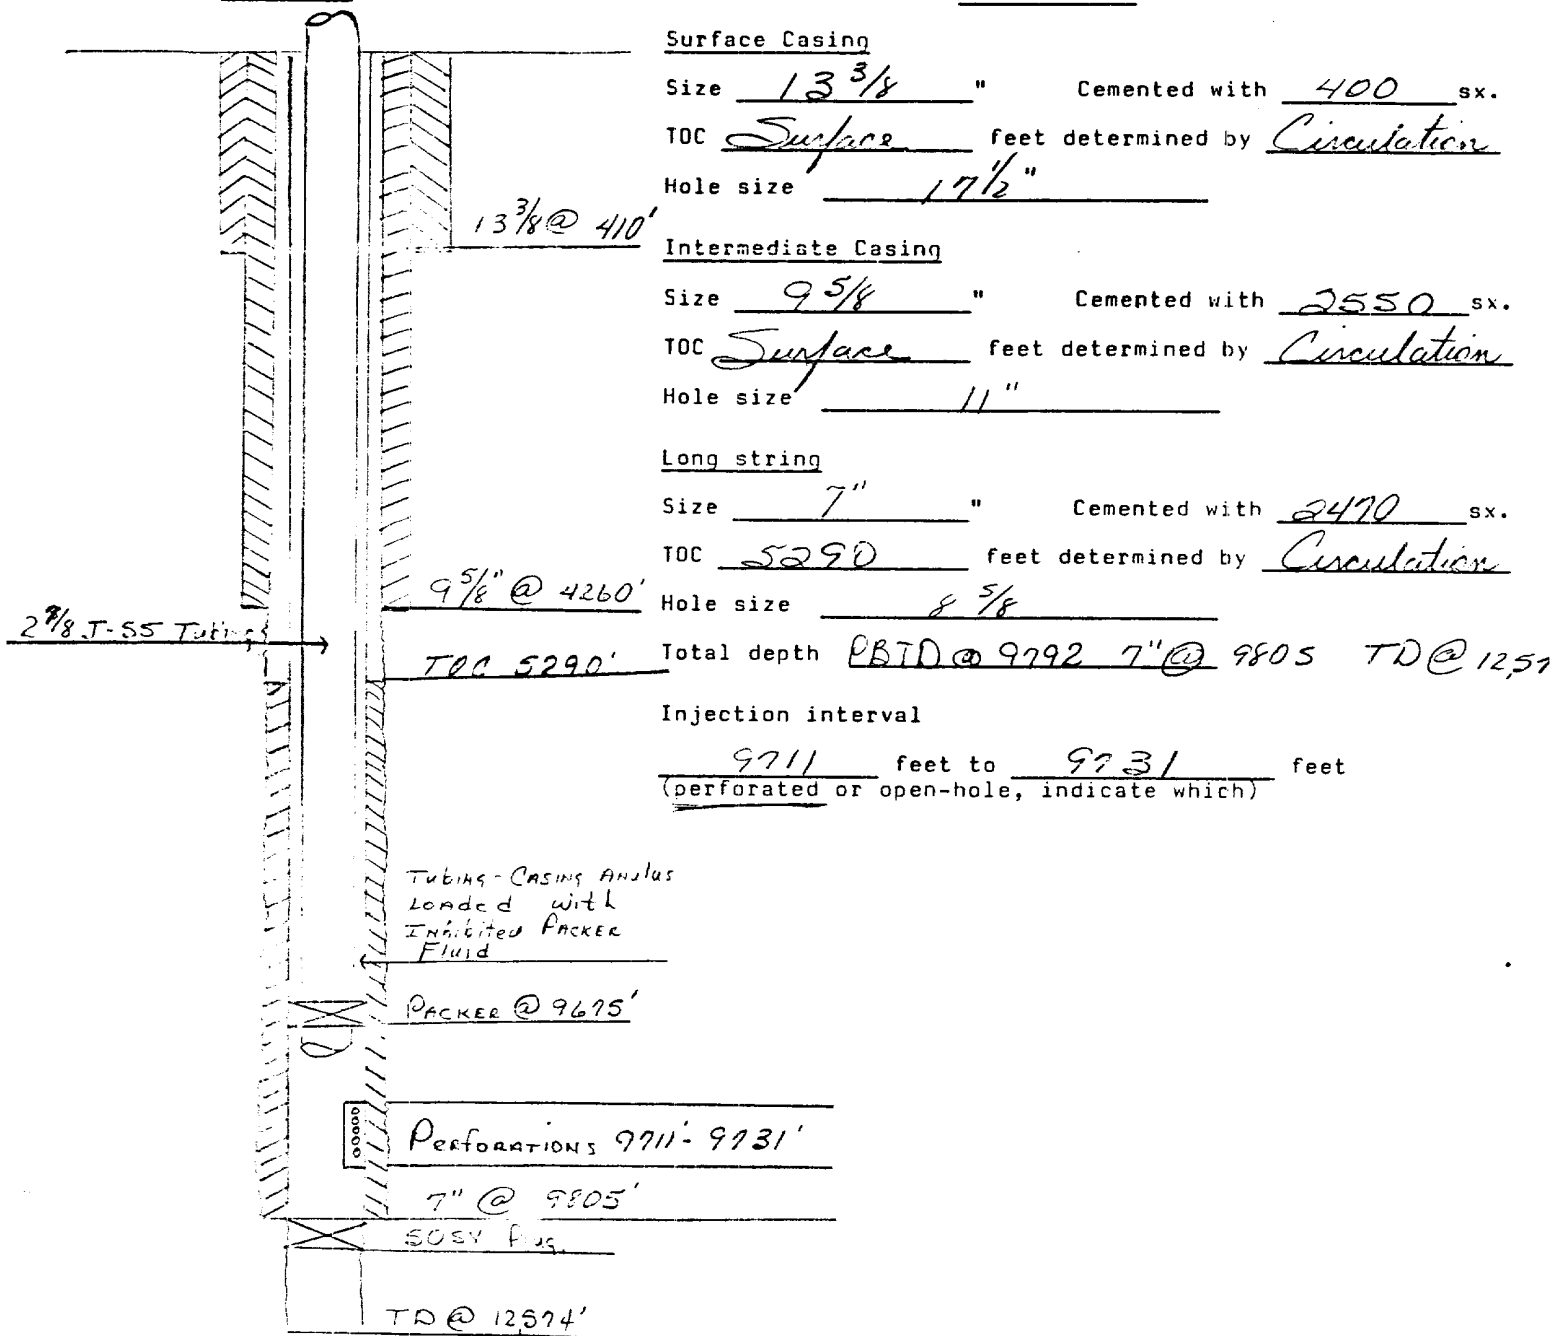 Surface Casing
Size 13 3/8 " Cemented with 400 sx.
TOC Surface feet determined by Circulation
Hole size 17 1/2"
13 3/8 @ 410'
Intermediate Casing
Size 9 5/8 " Cemented with 2550 sx.
TOC Surface feet determined by Circulation
Hole size 11"
Long string
Size 7" " Cemented with 2470 sx.
TOC 5290 feet determined by Circulation
9 5/8" @ 4260'
Hole size 8 5/8
2 7/8 J-55 Tubing
TOC 5290'
Total depth PBTD @ 9792 7" @ 9805 TD @ 12,57
Injection interval
9711 feet to 9731 feet
(perforated or open-hole, indicate which)
Tubing-Casing Anulus
Loaded with
Inhibited Packer
Fluid
Packer @ 9675'
Perforations 9711'-9731'
7" @ 9805'
Plug
TD @ 12574'